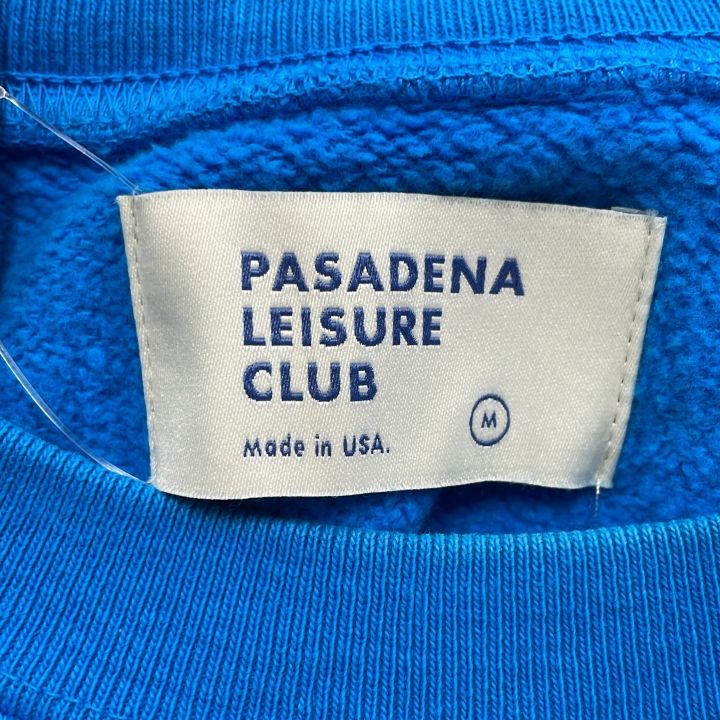 PASADENA
LEISURE
CLUB
Made in USA.
M